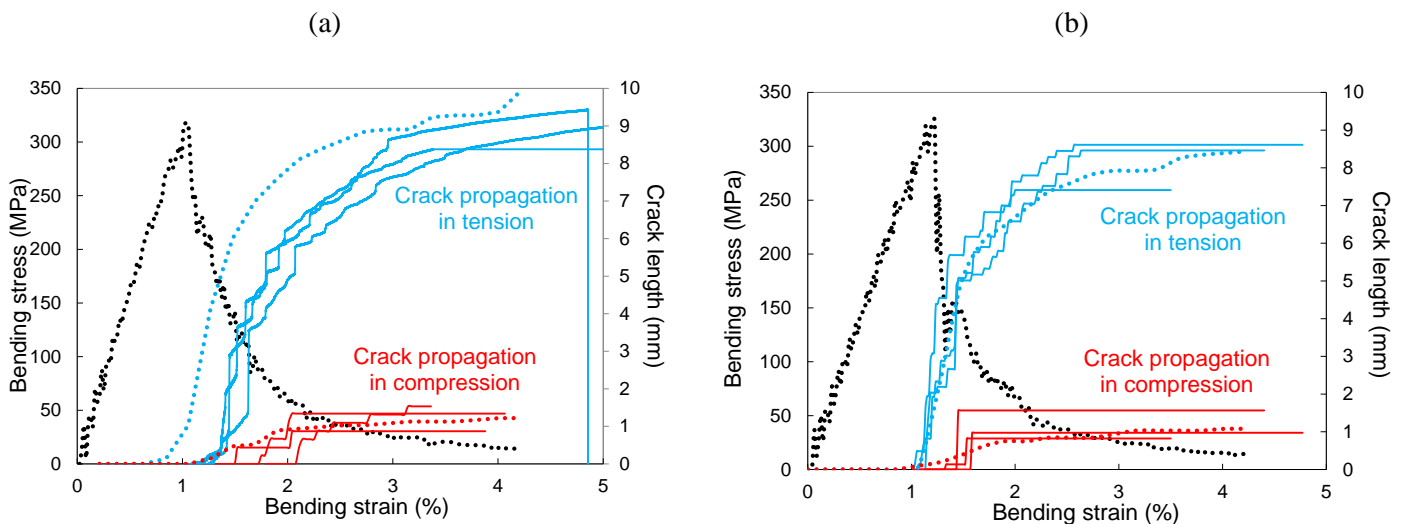 (a)
(b)
350
300
250
200
150
100
50
0
Bending stress (MPa)
10
9
8
7
6
5
4
3
2
1
0
Crack length (mm)
Crack propagation
in tension
Crack propagation
in compression
0 1 2 3 4 5
Bending strain (%)
350
300
250
200
150
100
50
0
Bending stress (MPa)
10
9
8
7
6
5
4
3
2
1
0
Crack length (mm)
Crack propagation
in tension
Crack propagation
in compression
0 1 2 3 4 5
Bending strain (%)